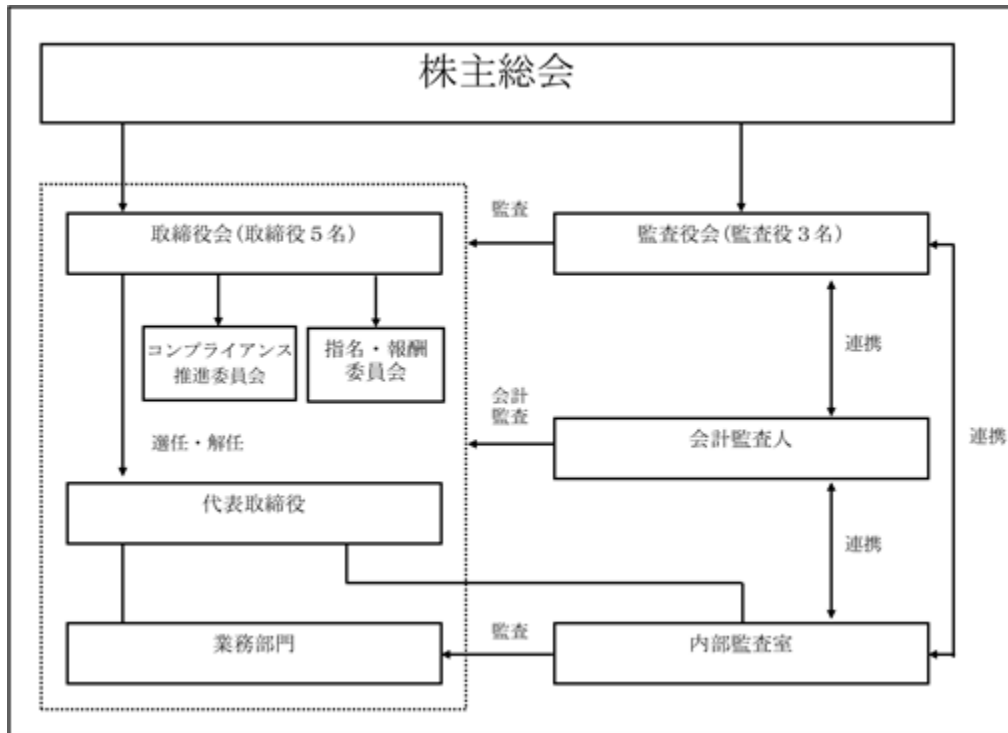 株主総会
取締役会(取締役５名)
監査
監査役会(監査役３名)
コンプライアンス
推進委員会
指名・報酬
委員会
連携
会計
監査
会計監査人
連携
選任・解任
代表取締役
連携
業務部門
監査
内部監査室